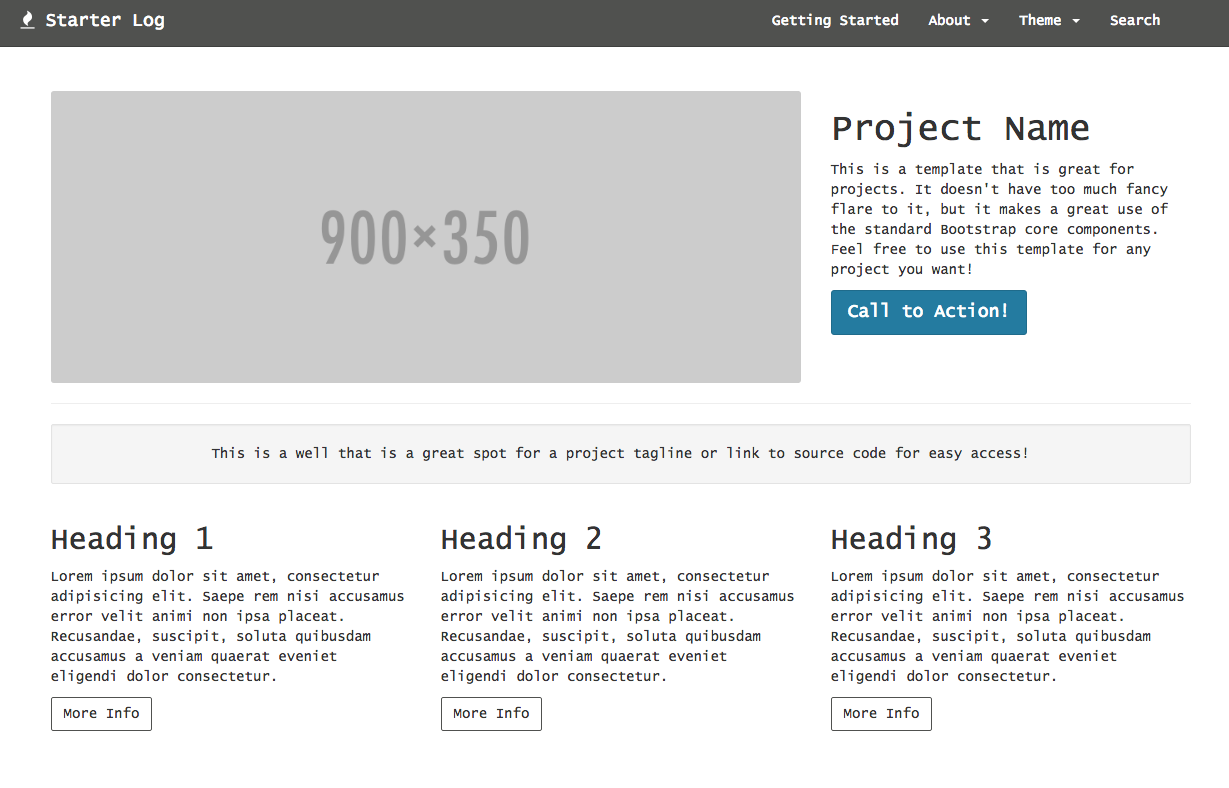 Starter Log
Getting Started About Theme Search
900×350
Project Name
This is a template that is great for
projects. It doesn't have too much fancy
flare to it, but it makes a great use of
the standard Bootstrap core components.
Feel free to use this template for any
project you want!
Call to Action!
This is a well that is a great spot for a project tagline or link to source code for easy access!
Heading 1
Lorem ipsum dolor sit amet, consectetur
adipisicing elit. Saepe rem nisi accusamus
error velit animi non ipsa placeat.
Recusandae, suscipit, soluta quibusdam
accusamus a veniam quaerat eveniet
eligendi dolor consectetur.
More Info
Heading 2
Lorem ipsum dolor sit amet, consectetur
adipisicing elit. Saepe rem nisi accusamus
error velit animi non ipsa placeat.
Recusandae, suscipit, soluta quibusdam
accusamus a veniam quaerat eveniet
eligendi dolor consectetur.
More Info
Heading 3
Lorem ipsum dolor sit amet, consectetur
adipisicing elit. Saepe rem nisi accusamus
error velit animi non ipsa placeat.
Recusandae, suscipit, soluta quibusdam
accusamus a veniam quaerat eveniet
eligendi dolor consectetur.
More Info